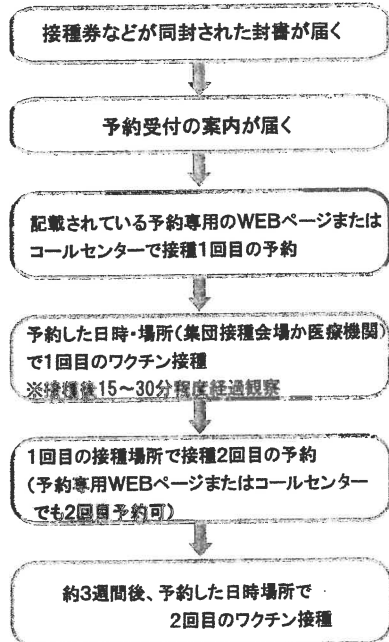 接種券などが同封された封書が届く
予約受付の案内が届く
記載されている予約専用のWEBページまたは
コールセンターで接種1回目の予約
予約した日時・場所(集団接種会場か医療機関)
で1回目のワクチン接種
※接種後15～30分程度経過観察
1回目の接種場所で接種2回目の予約
(予約専用WEBページまたはコールセンター
でも2回目予約可)
約3週間後、予約した日時場所で
2回目のワクチン接種